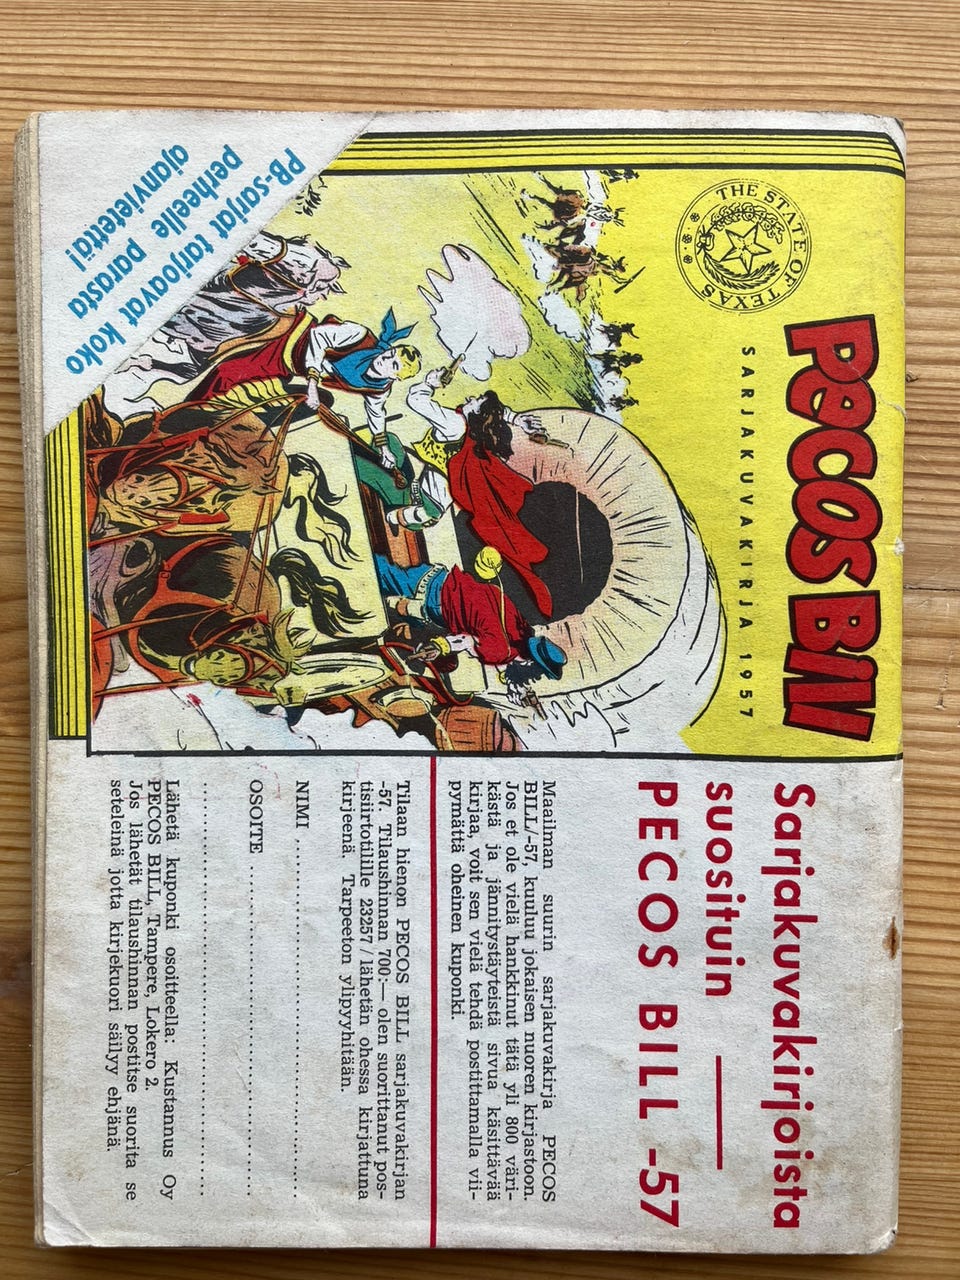 THE STATE OF TEXAS
PECOS Bill
SARJAKUVAKIRJA 1957
PB-sarjat tarjoavat koko
perheelle parasta
ajanvietettä!
Sarjakuvakirjoista
suosituin
PECOS BILL -57
Maailman suurin sarjakuvakirja PECOS
BILL/-57, kuuluu jokaisen nuoren kirjastoon.
Jos et ole vielä hankkinut tätä yli 800 väri-
kästä ja jännitystäyteistä sivua käsittävää
kirjaa, voit sen vielä tehdä postittamalla vii-
pymättä oheinen kuponki.
Tilaan hienon PECOS BILL sarjakuvakirjan
-57. Tilaushinnan 700:— olen suorittanut pos-
tisiirtotilille 23257 / lähetän ohessa kirjattuna
kirjeenä. Tarpeeton ylipyyhitään.
NIMI
OSOITE
Lähetä kuponki osoitteella: Kustannus Oy
PECOS BILL, Tampere, Lokero 2.
Jos lähetät tilaushinnan postitse suorita se
seteleinä jotta kirjekuori säilyy ehjänä.